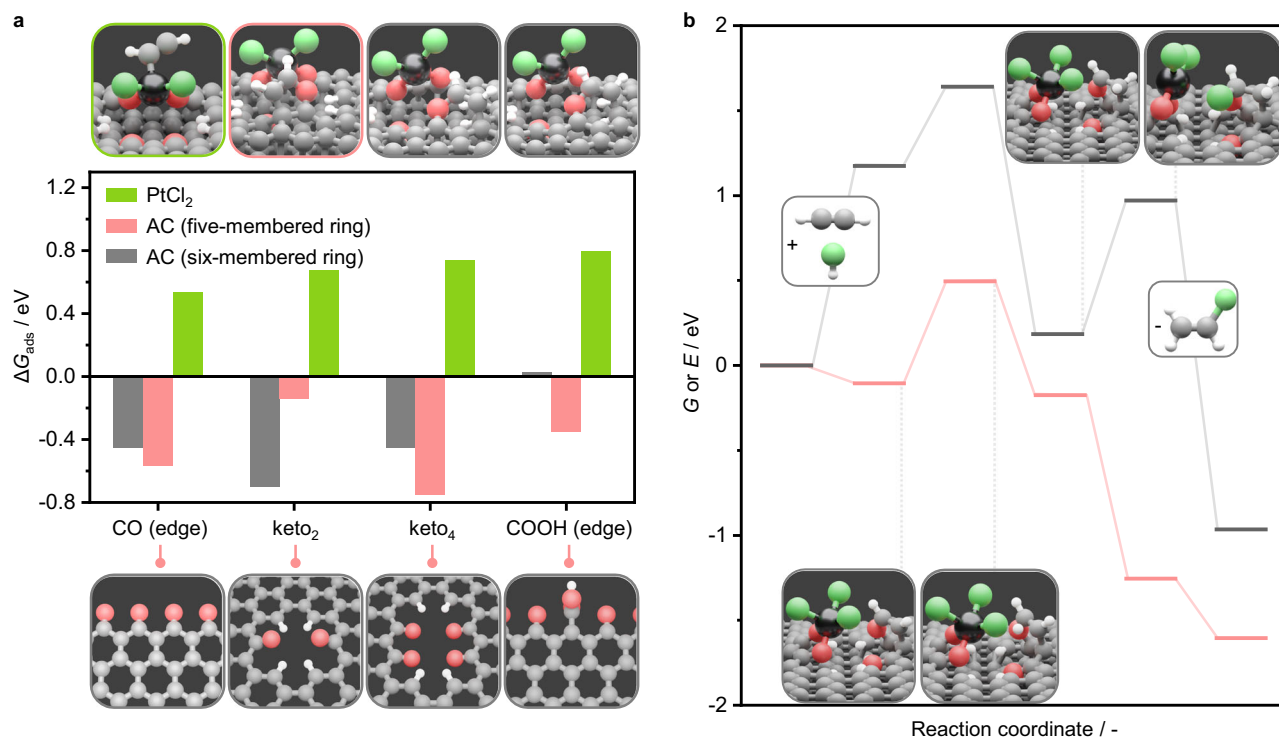 a
PtCl₂
AC (five-membered ring)
AC (six-membered ring)
1.2
0.8
0.4
0.0
-0.4
-0.8
ΔG_ads / eV
CO (edge)
keto₂
keto₄
COOH (edge)
b
2
1
0
-1
-2
G or E / eV
+
-
Reaction coordinate / -